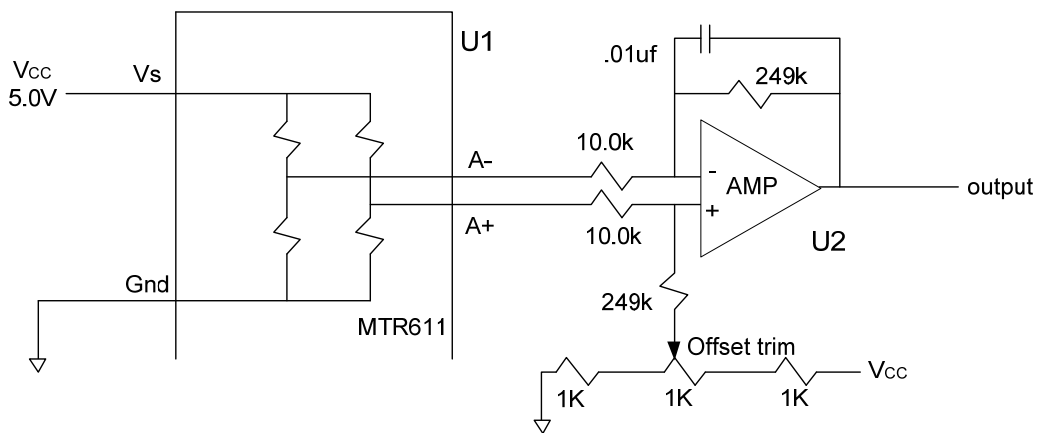 U1
.01uf
Vcc
5.0V
Vs
249k
10.0k
A-
-
AMP
output
+
A+
10.0k
U2
Gnd
249k
MTR611
Offset trim
Vcc
1K
1K
1K